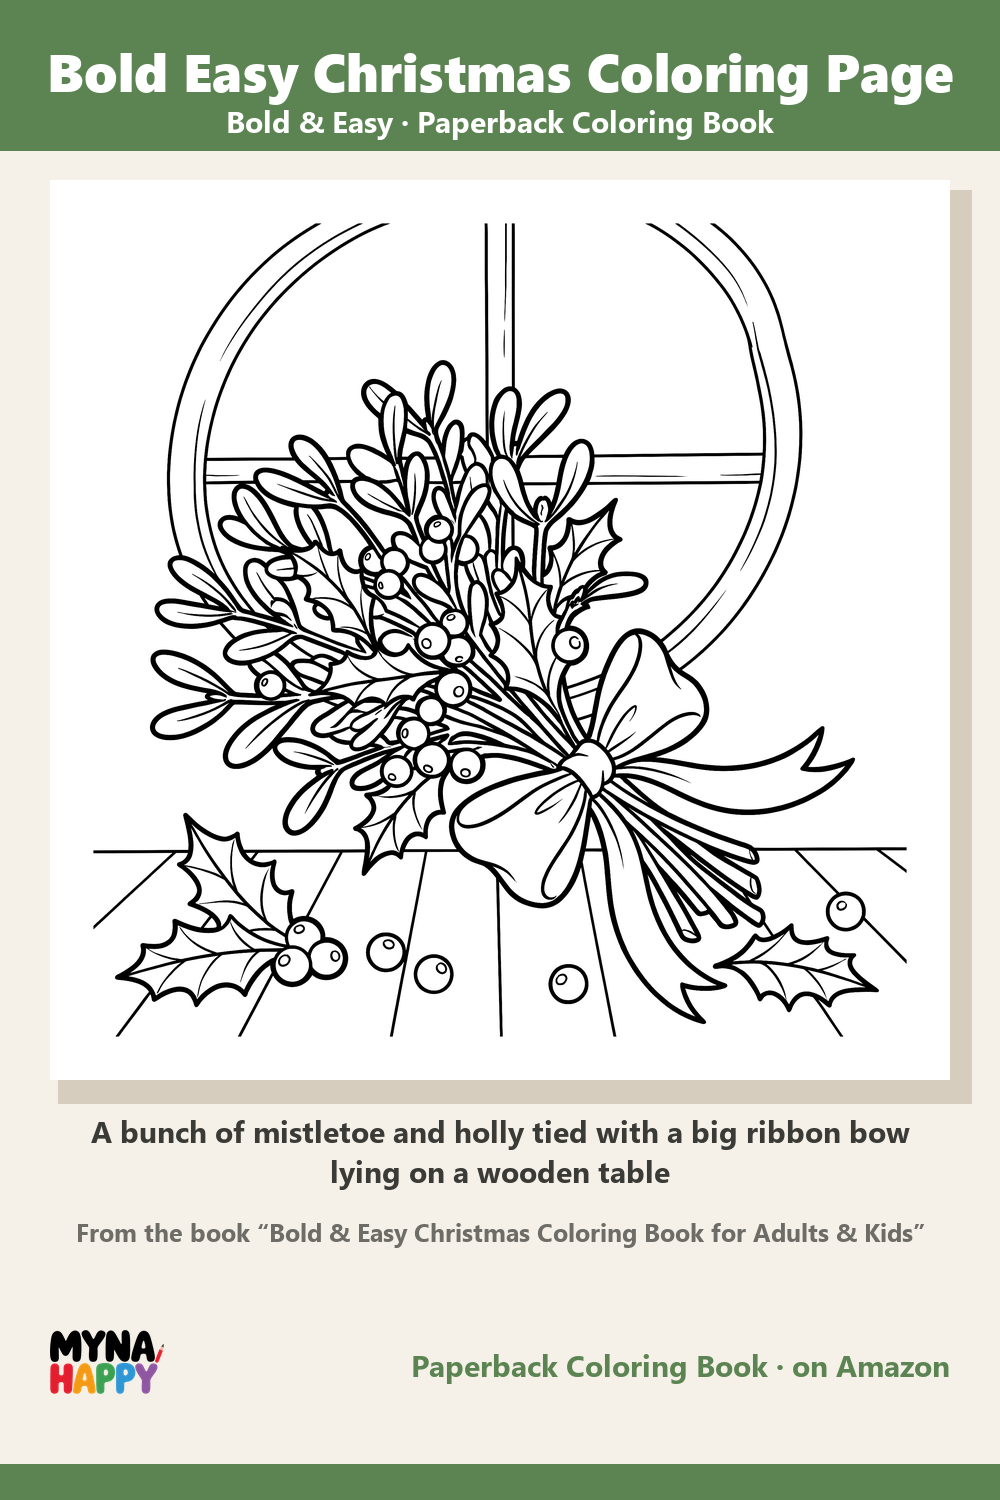 Bold Easy Christmas Coloring Page
Bold & Easy · Paperback Coloring Book
A bunch of mistletoe and holly tied with a big ribbon bow
lying on a wooden table
From the book “Bold & Easy Christmas Coloring Book for Adults & Kids”
MYNA
HAPPY
Paperback Coloring Book · on Amazon